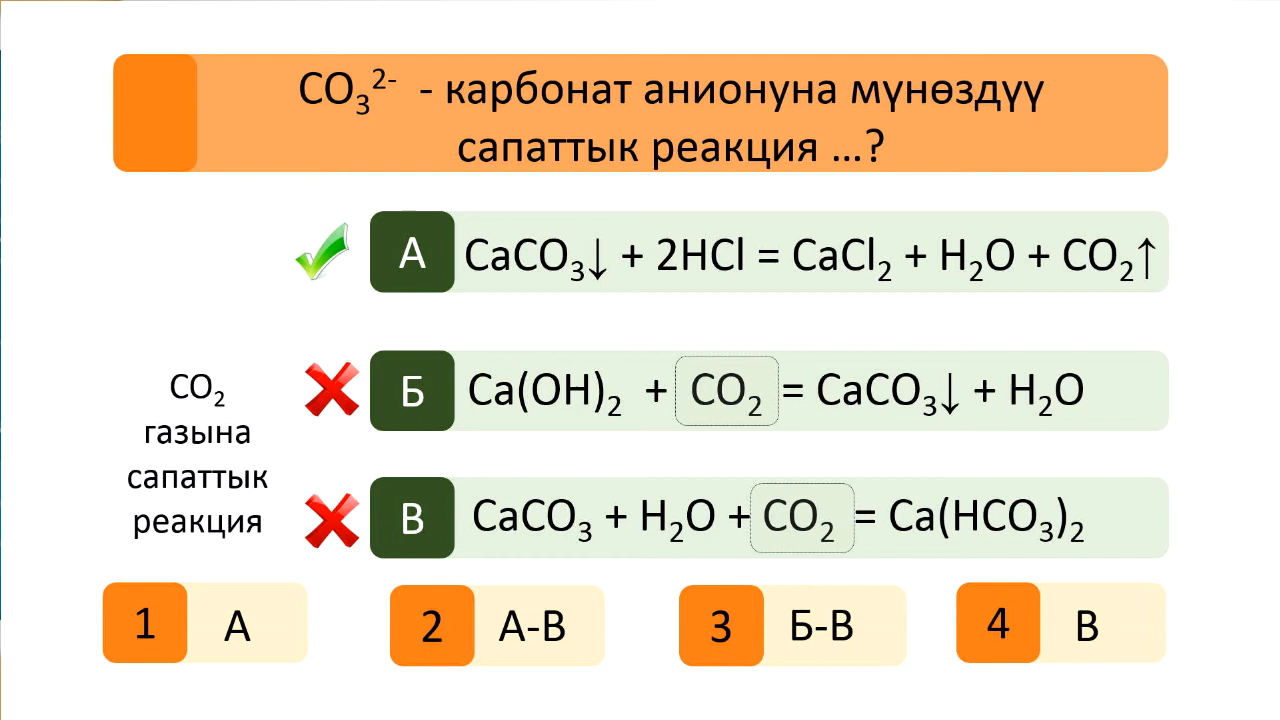 CO₃²⁻ - карбонат анионуна мүнөздүү
сапаттык реакция ...?
А CaCO₃↓ + 2HCl = CaCl₂ + H₂O + CO₂↑
Б Ca(OH)₂ + CO₂ = CaCO₃↓ + H₂O
В CaCO₃ + H₂O + CO₂ = Ca(HCO₃)₂
CO₂
газына
сапаттык
реакция
1 А
2 А-В
3 Б-В
4 В